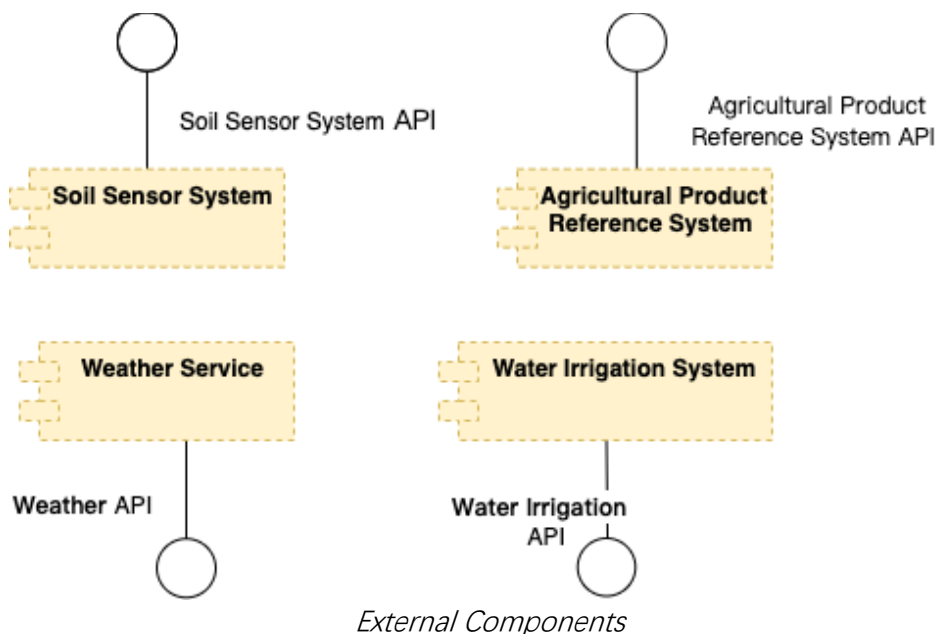 Soil Sensor System API
Agricultural Product
Reference System API
Soil Sensor System
Agricultural Product
Reference System
Weather Service
Water Irrigation System
Weather API
Water Irrigation
API
External Components